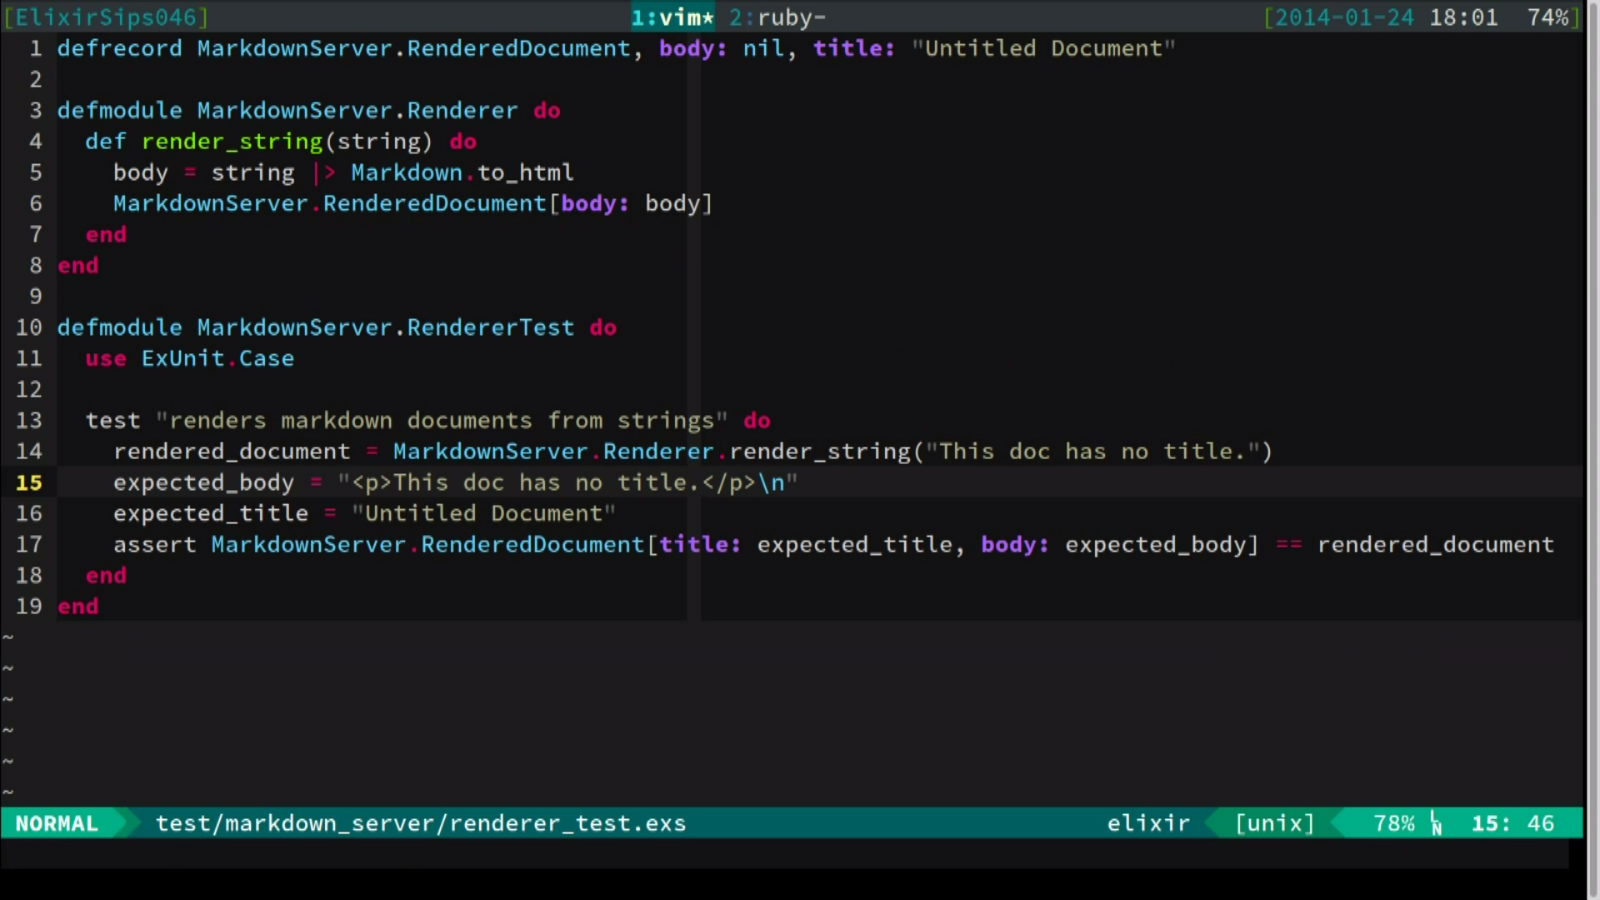 [ElixirSips046] 1:vim* 2:ruby- [2014-01-24 18:01 74%]
1 defrecord MarkdownServer.RenderedDocument, body: nil, title: "Untitled Document"
2
3 defmodule MarkdownServer.Renderer do
4   def render_string(string) do
5     body = string |> Markdown.to_html
6     MarkdownServer.RenderedDocument[body: body]
7   end
8 end
9
10 defmodule MarkdownServer.RendererTest do
11   use ExUnit.Case
12
13   test "renders markdown documents from strings" do
14     rendered_document = MarkdownServer.Renderer.render_string("This doc has no title.")
15     expected_body = "<p>This doc has no title.</p>\n"
16     expected_title = "Untitled Document"
17     assert MarkdownServer.RenderedDocument[title: expected_title, body: expected_body] == rendered_document
18   end
19 end
~
~
~
~
~
~
NORMAL test/markdown_server/renderer_test.exs elixir [unix] 78% LN 15: 46